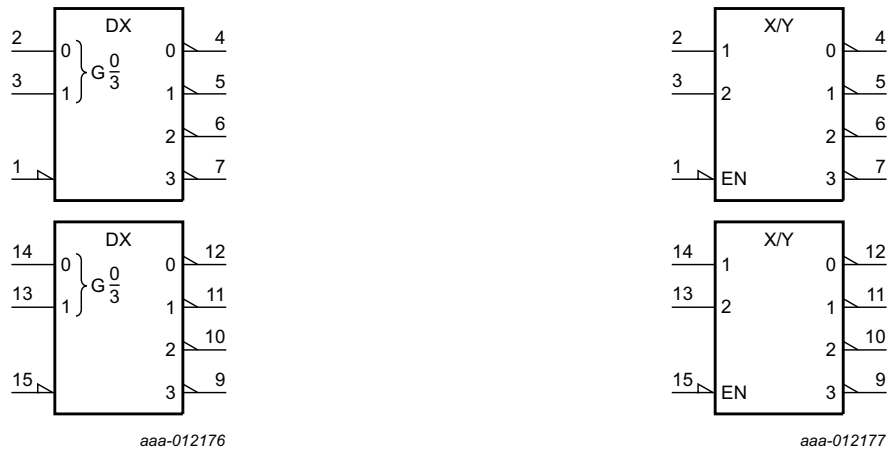 DX
2 0 0 4
G 0/3
3 1 1 5
2 6
1 3 7
DX
14 0 0 12
G 0/3
13 1 1 11
2 10
15 3 9
aaa-012176
X/Y
2 1 0 4
3 2 1 5
2 6
1 EN 3 7
X/Y
14 1 0 12
13 2 1 11
2 10
15 EN 3 9
aaa-012177